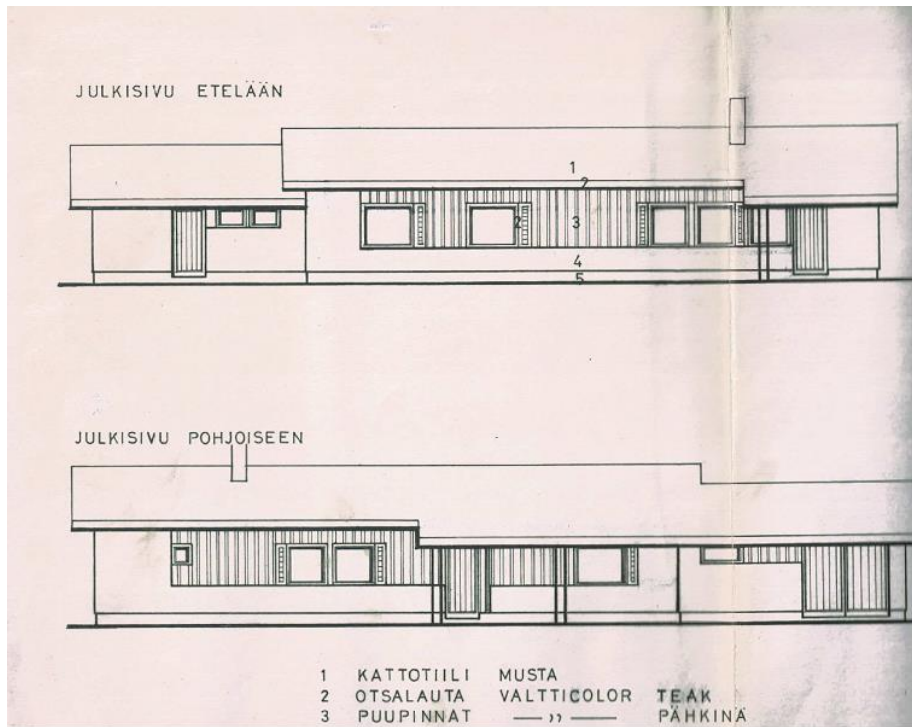 JULKISIVU ETELÄÄN
1
2
2 3
4
5
JULKISIVU POHJOISEEN
1 KATTOTIILI MUSTA
2 OTSALAUTA VALTTICOLOR TEAK
3 PUUPINNAT —— ,, —— PÄHKINÄ